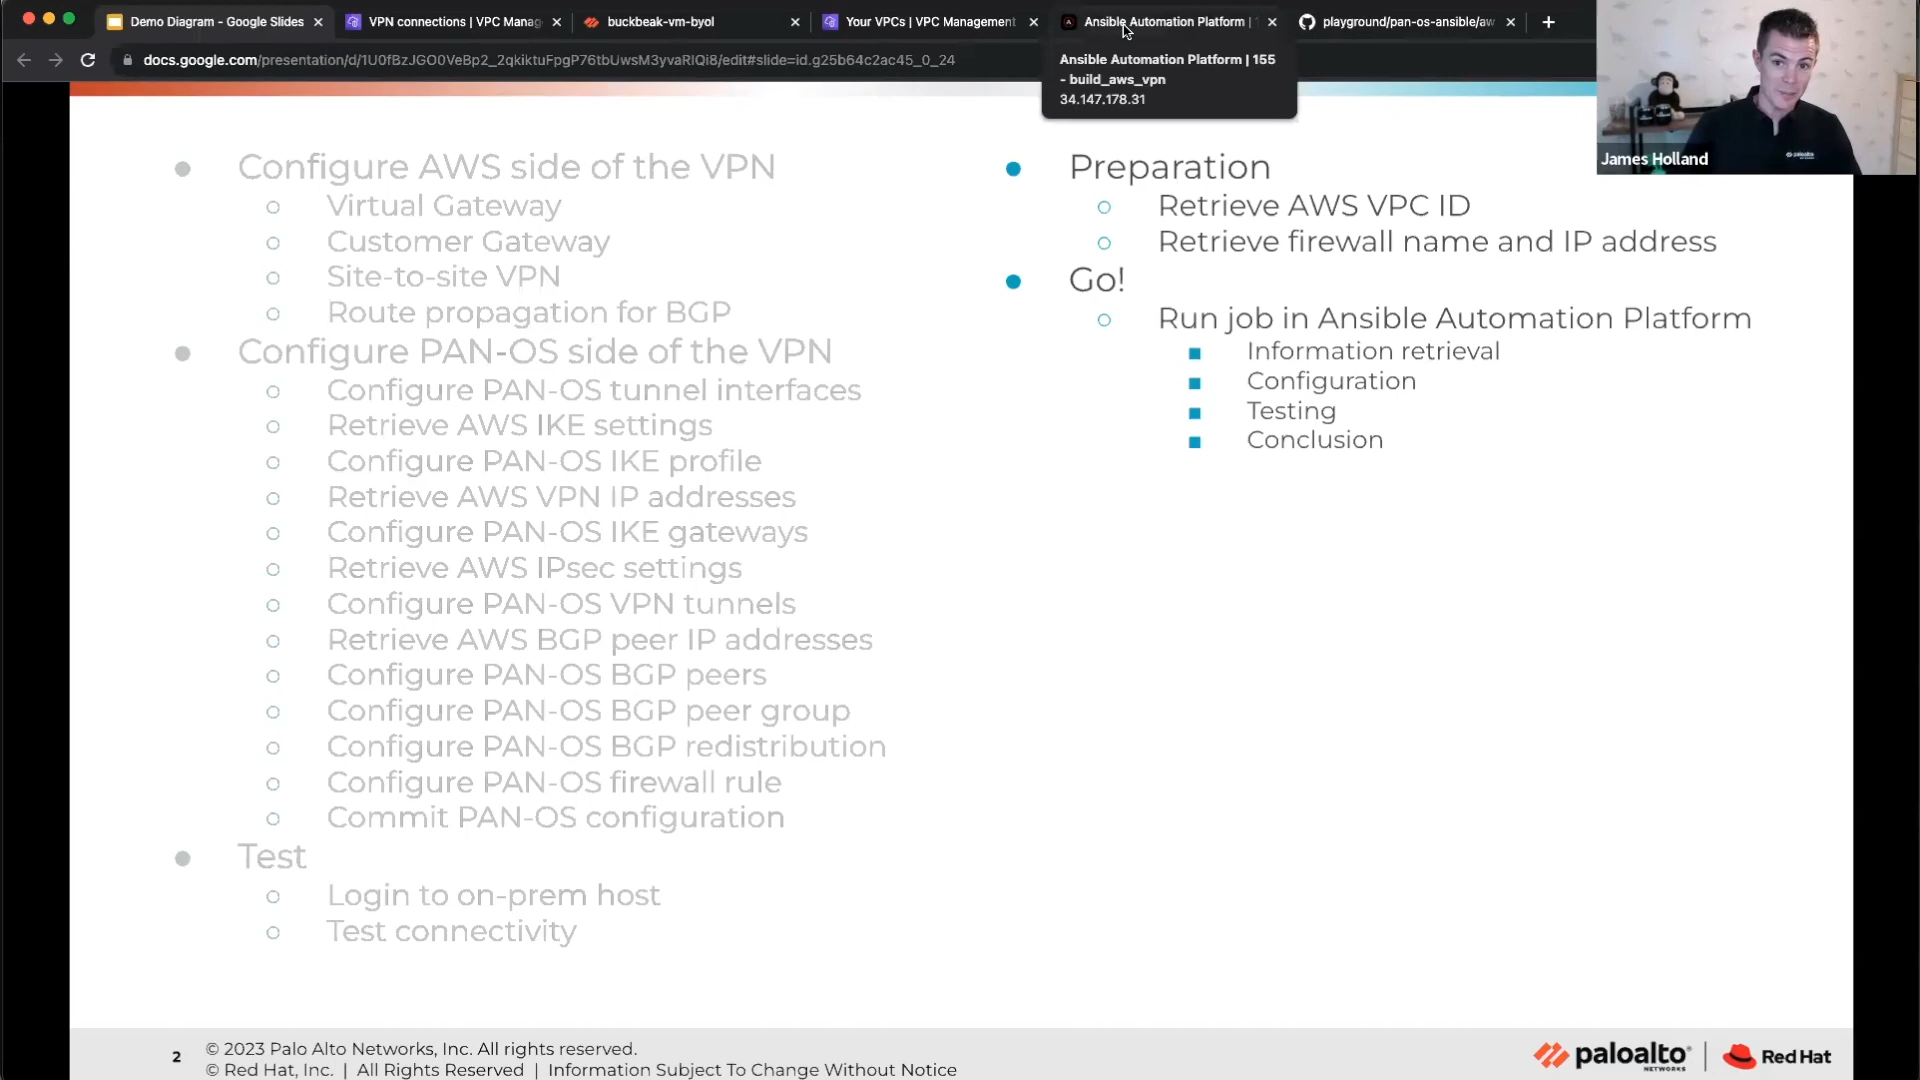 Demo Diagram - Google Slides
VPN connections | VPC Manag
buckbeak-vm-byol
Your VPCs | VPC Management
Ansible Automation Platform |
playground/pan-os-ansible/aw
docs.google.com/presentation/d/1U0fBzJGO0VeBp2_2qkiktuFpgP76tbUwsM3yvaRlQi8/edit#slide=id.g25b64c2ac45_0_24
Ansible Automation Platform | 155
- build_aws_vpn
34.147.178.31
James Holland
Configure AWS side of the VPN
Virtual Gateway
Customer Gateway
Site-to-site VPN
Route propagation for BGP
Configure PAN-OS side of the VPN
Configure PAN-OS tunnel interfaces
Retrieve AWS IKE settings
Configure PAN-OS IKE profile
Retrieve AWS VPN IP addresses
Configure PAN-OS IKE gateways
Retrieve AWS IPsec settings
Configure PAN-OS VPN tunnels
Retrieve AWS BGP peer IP addresses
Configure PAN-OS BGP peers
Configure PAN-OS BGP peer group
Configure PAN-OS BGP redistribution
Configure PAN-OS firewall rule
Commit PAN-OS configuration
Test
Login to on-prem host
Test connectivity
Preparation
Retrieve AWS VPC ID
Retrieve firewall name and IP address
Go!
Run job in Ansible Automation Platform
Information retrieval
Configuration
Testing
Conclusion
2
© 2023 Palo Alto Networks, Inc. All rights reserved.
© Red Hat, Inc. | All Rights Reserved | Information Subject To Change Without Notice
paloalto
NETWORKS
Red Hat